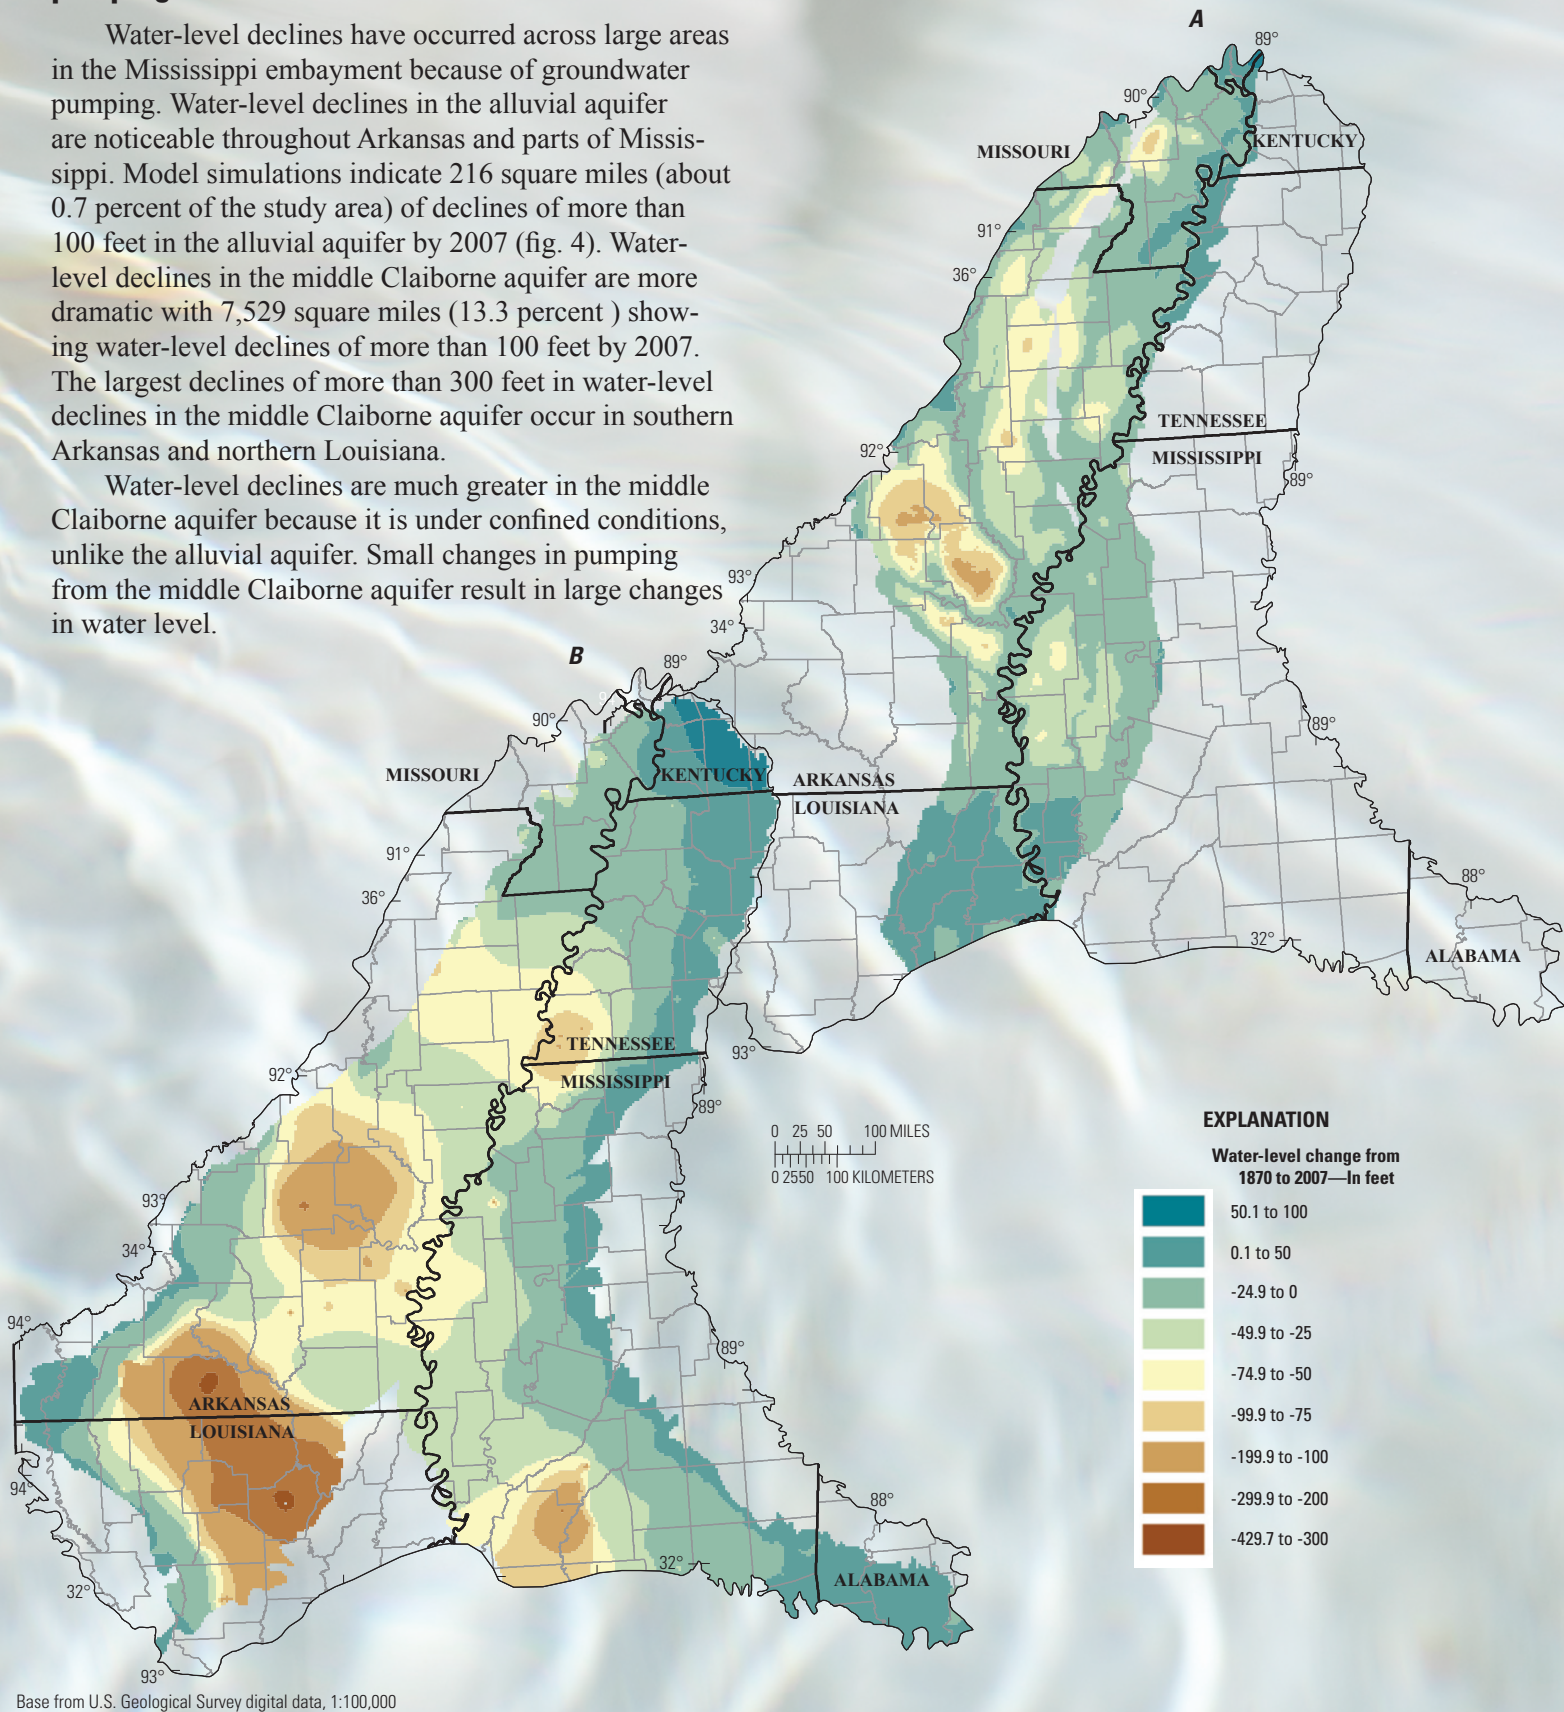 Water-level declines have occurred across large areas
in the Mississippi embayment because of groundwater
pumping. Water-level declines in the alluvial aquifer
are noticeable throughout Arkansas and parts of Missis-
sippi. Model simulations indicate 216 square miles (about
0.7 percent of the study area) of declines of more than
100 feet in the alluvial aquifer by 2007 (fig. 4). Water-
level declines in the middle Claiborne aquifer are more
dramatic with 7,529 square miles (13.3 percent ) show-
ing water-level declines of more than 100 feet by 2007.
The largest declines of more than 300 feet in water-level
declines in the middle Claiborne aquifer occur in southern
Arkansas and northern Louisiana.
Water-level declines are much greater in the middle
Claiborne aquifer because it is under confined conditions,
unlike the alluvial aquifer. Small changes in pumping
from the middle Claiborne aquifer result in large changes
in water level.
A
89°
90°
MISSOURI
KENTUCKY
91°
36°
TENNESSEE
MISSISSIPPI
92°
89°
93°
34°
89°
ARKANSAS
LOUISIANA
88°
32°
ALABAMA
93°
B
89°
90°
MISSOURI
KENTUCKY
91°
36°
TENNESSEE
MISSISSIPPI
92°
89°
93°
34°
94°
89°
ARKANSAS
LOUISIANA
94°
88°
32°
ALABAMA
32°
93°
0 25 50 100 MILES
0 25 50 100 KILOMETERS
EXPLANATION
Water-level change from
1870 to 2007—In feet
50.1 to 100
0.1 to 50
-24.9 to 0
-49.9 to -25
-74.9 to -50
-99.9 to -75
-199.9 to -100
-299.9 to -200
-429.7 to -300
Base from U.S. Geological Survey digital data, 1:100,000